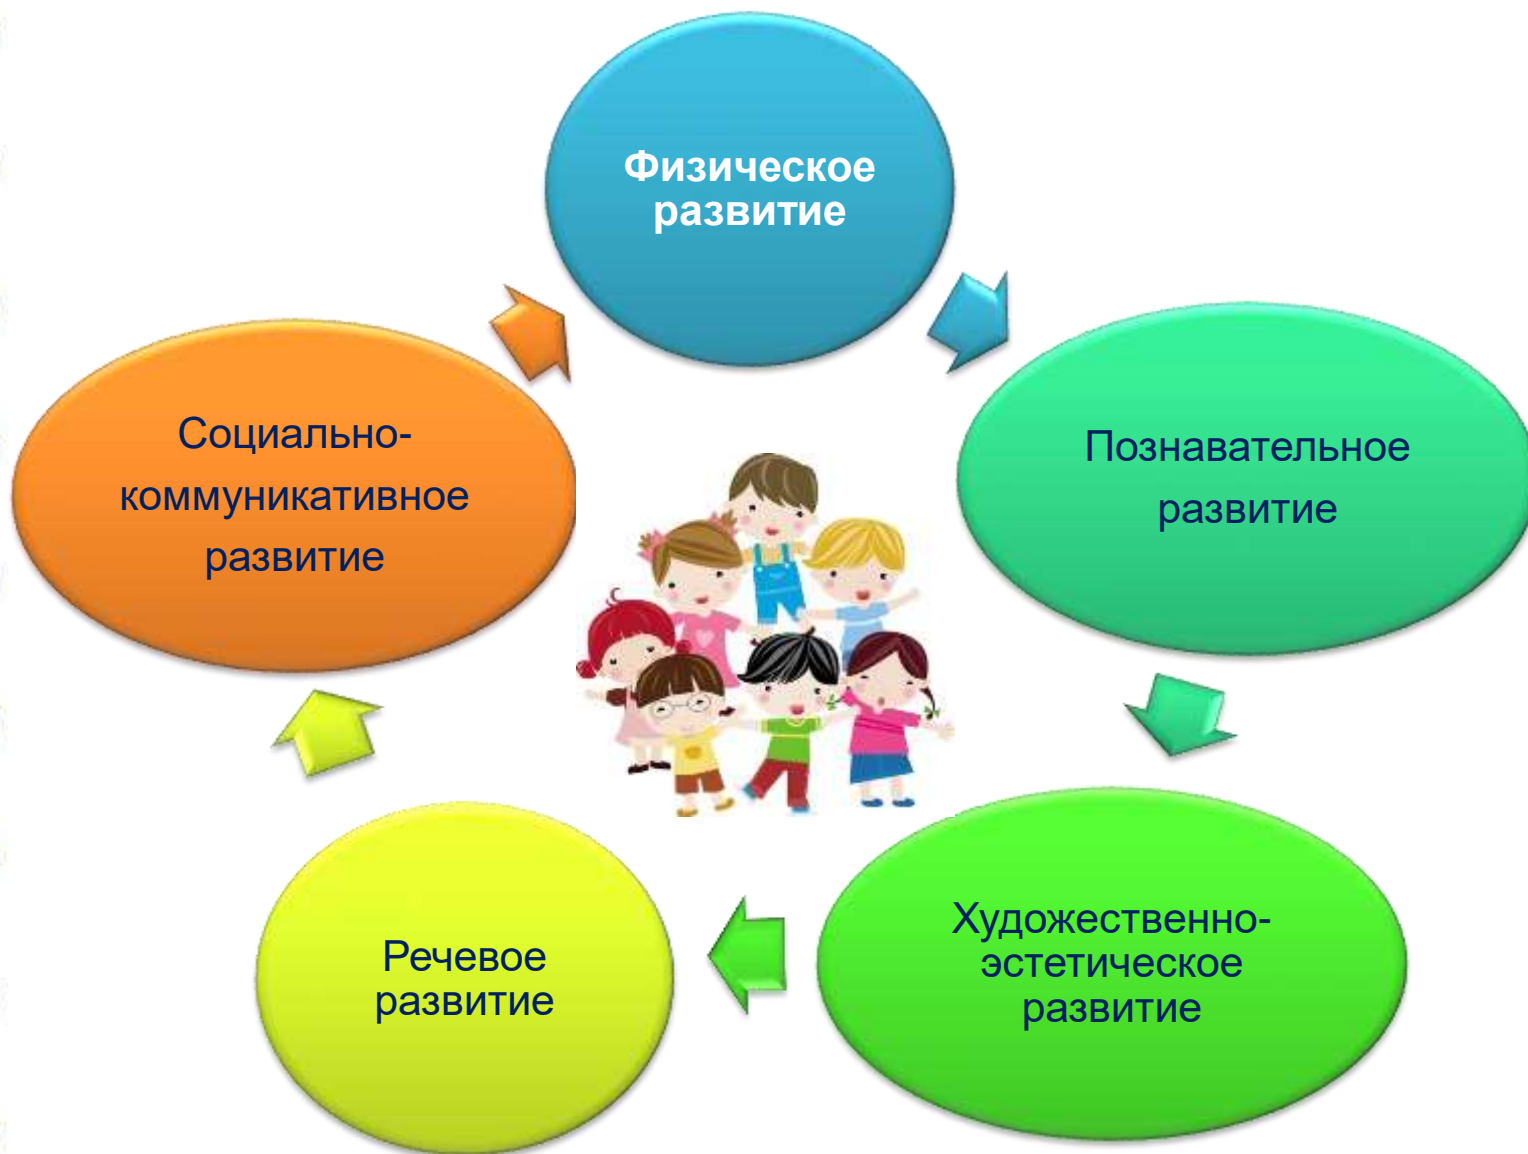 Физическое
развитие
Познавательное
развитие
Художественно-
эстетическое
развитие
Речевое
развитие
Социально-
коммуникативное
развитие